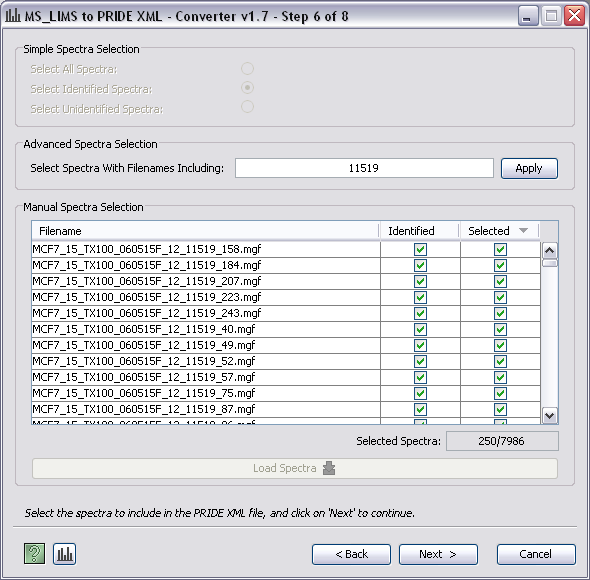 MS_LIMS to PRIDE XML - Converter v1.7 - Step 6 of 8
Simple Spectra Selection
Select All Spectra:
Select Identified Spectra:
Select Unidentified Spectra:
Advanced Spectra Selection
Select Spectra With Filenames Including: 11519 Apply
Manual Spectra Selection
Filename Identified Selected
MCF7_15_TX100_060515F_12_11519_158.mgf
MCF7_15_TX100_060515F_12_11519_184.mgf
MCF7_15_TX100_060515F_12_11519_207.mgf
MCF7_15_TX100_060515F_12_11519_223.mgf
MCF7_15_TX100_060515F_12_11519_243.mgf
MCF7_15_TX100_060515F_12_11519_40.mgf
MCF7_15_TX100_060515F_12_11519_49.mgf
MCF7_15_TX100_060515F_12_11519_52.mgf
MCF7_15_TX100_060515F_12_11519_57.mgf
MCF7_15_TX100_060515F_12_11519_75.mgf
MCF7_15_TX100_060515F_12_11519_87.mgf
Selected Spectra: 250/7986
Load Spectra
Select the spectra to include in the PRIDE XML file, and click on 'Next' to continue.
? < Back Next > Cancel